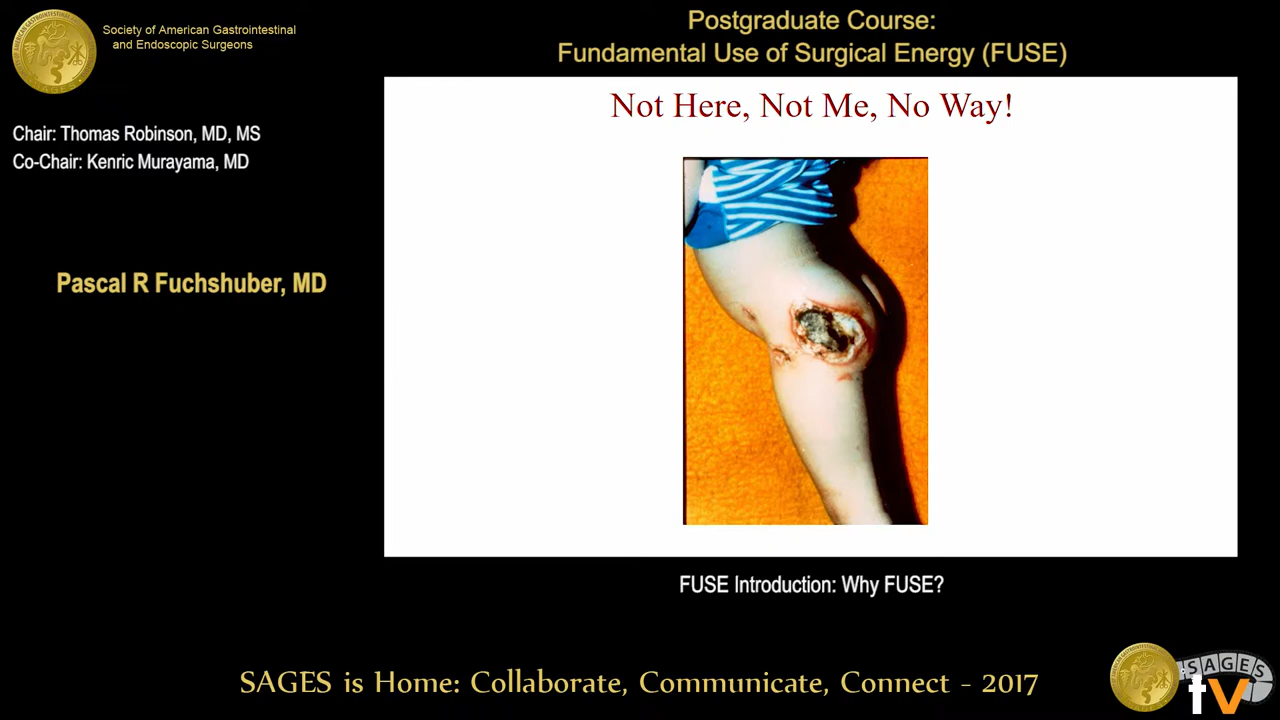 Society of American Gastrointestinal
and Endoscopic Surgeons
Postgraduate Course:
Fundamental Use of Surgical Energy (FUSE)
Chair: Thomas Robinson, MD, MS
Co-Chair: Kenric Murayama, MD
Pascal R Fuchshuber, MD
Not Here, Not Me, No Way!
FUSE Introduction: Why FUSE?
SAGES is Home: Collaborate, Communicate, Connect - 2017
SAGES
tv